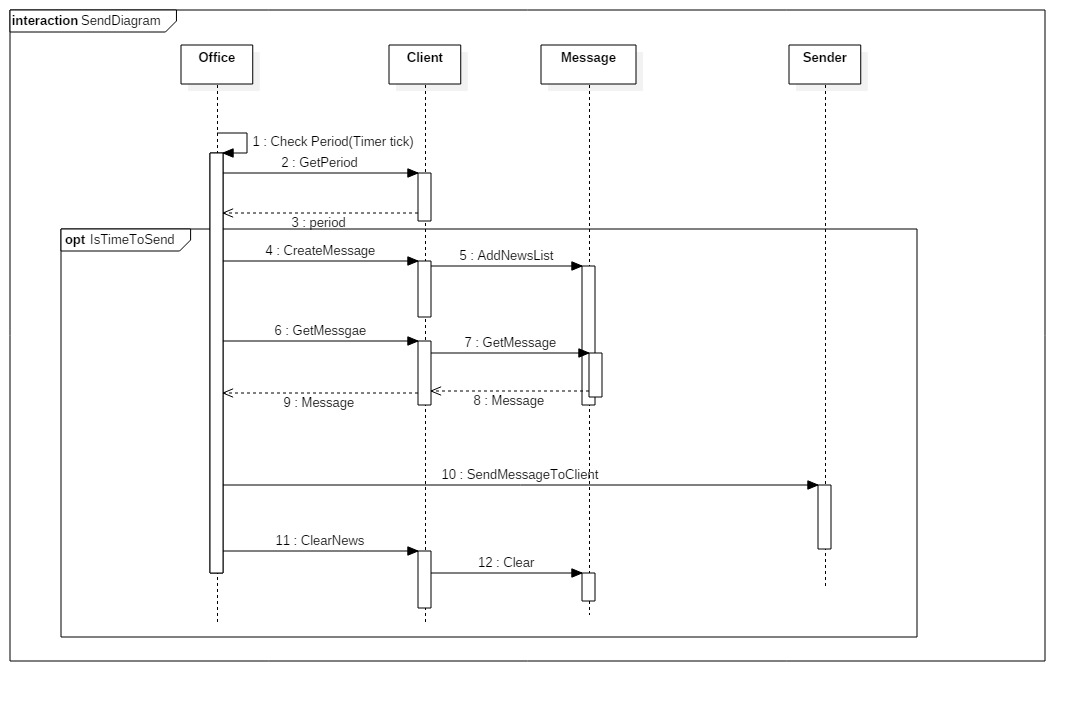 interaction SendDiagram
Office
Client
Message
Sender
1 : Check Period(Timer tick)
2 : GetPeriod
3 : period
opt IsTimeToSend
4 : CreateMessage
5 : AddNewsList
6 : GetMessgae
7 : GetMessage
8 : Message
9 : Message
10 : SendMessageToClient
11 : ClearNews
12 : Clear